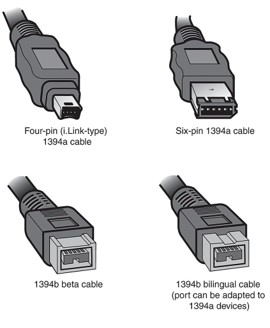 Four-pin (i.Link-type)
1394a cable
Six-pin 1394a cable
1394b beta cable
1394b bilingual cable
(port can be adapted to
1394a devices)